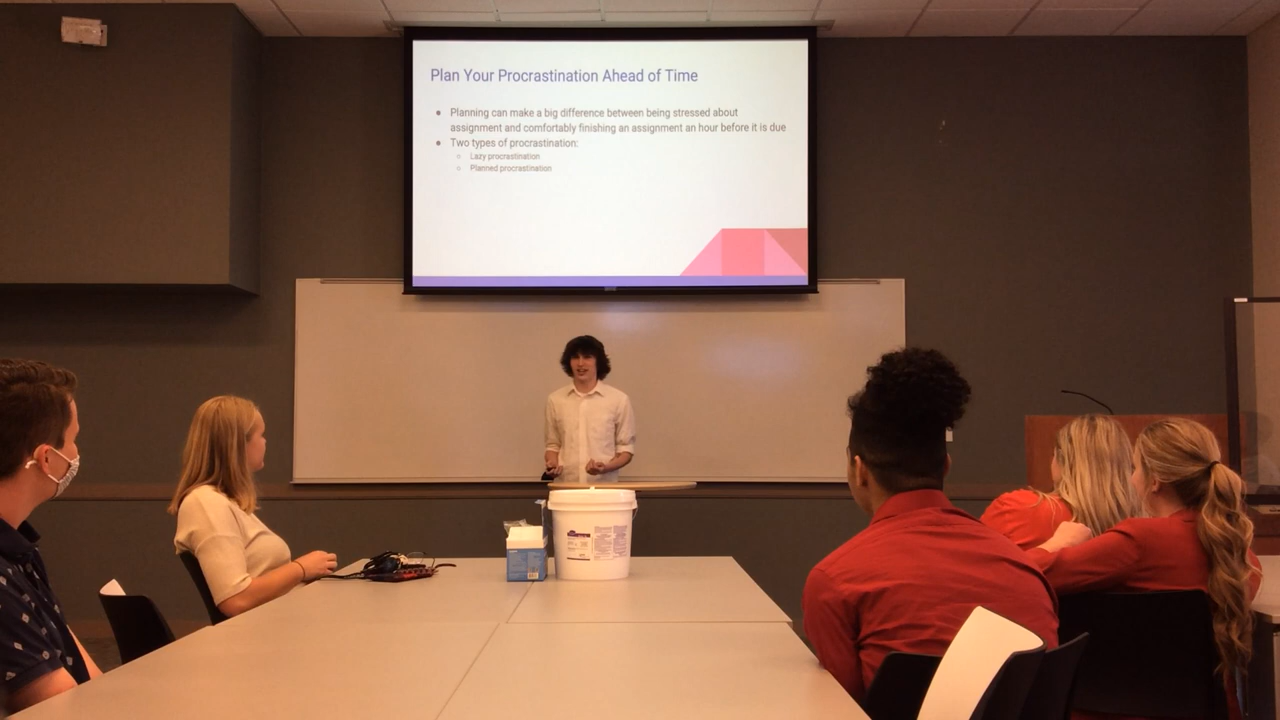 Plan Your Procrastination Ahead of Time
● Planning can make a big difference between being stressed about
assignment and comfortably finishing an assignment an hour before it is due
● Two types of procrastination:
○ Lazy procrastination
○ Planned procrastination